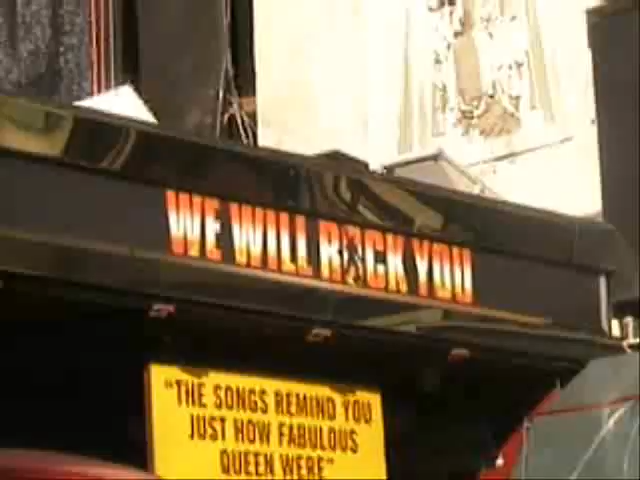 WE WILL ROCK YOU
"THE SONGS REMIND YOU
JUST HOW FABULOUS
QUEEN WERE"